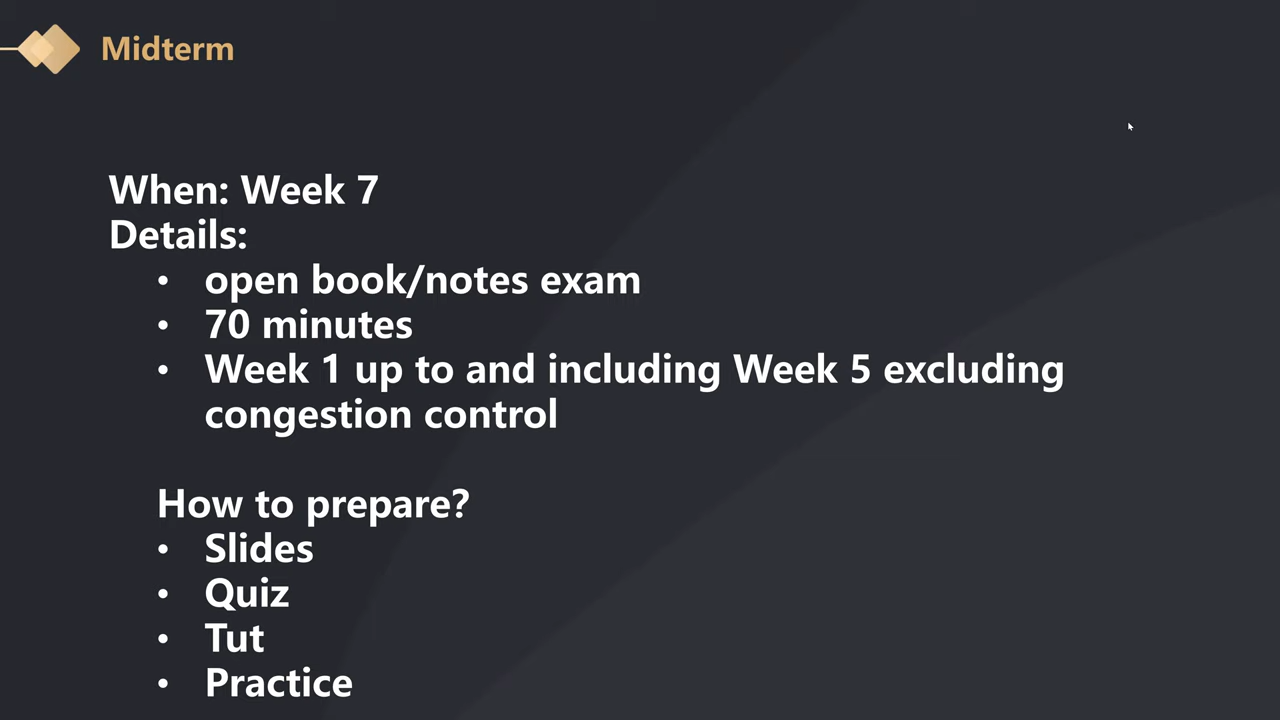 Midterm
When: Week 7
Details:
• open book/notes exam
• 70 minutes
• Week 1 up to and including Week 5 excluding
congestion control
How to prepare?
• Slides
• Quiz
• Tut
• Practice